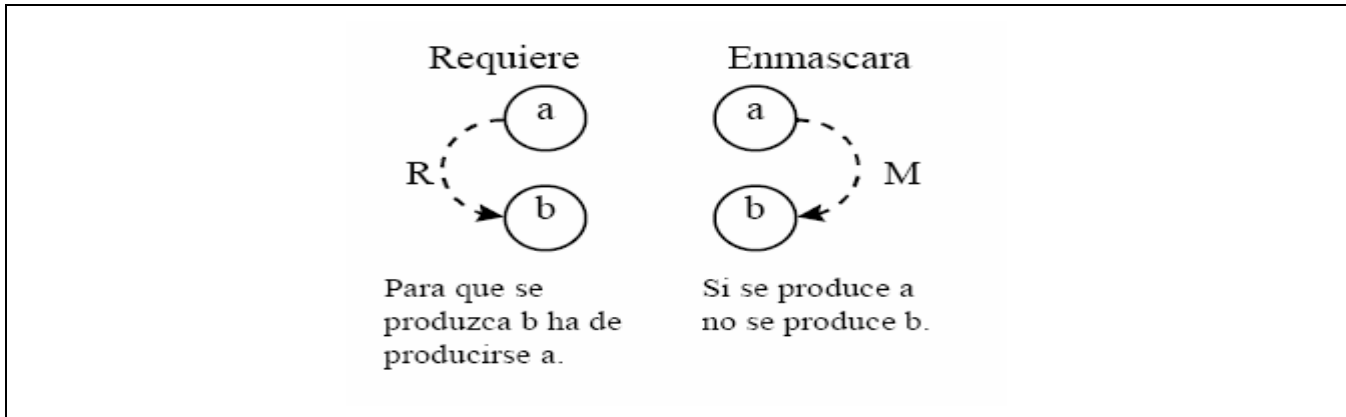 Requiere
a
R
b
Para que se
produzca b ha de
producirse a.
Enmascara
a
M
b
Si se produce a
no se produce b.